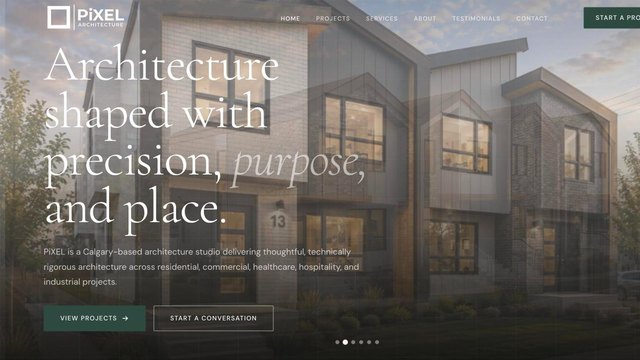 PiXEL
ARCHITECTURE
HOME PROJECTS SERVICES ABOUT TESTIMONIALS CONTACT
START A PRO
Architecture
shaped with
precision, purpose,
and place.
13
PiXEL is a Calgary-based architecture studio delivering thoughtful, technically
rigorous architecture across residential, commercial, healthcare, hospitality, and
industrial projects.
VIEW PROJECTS →
START A CONVERSATION